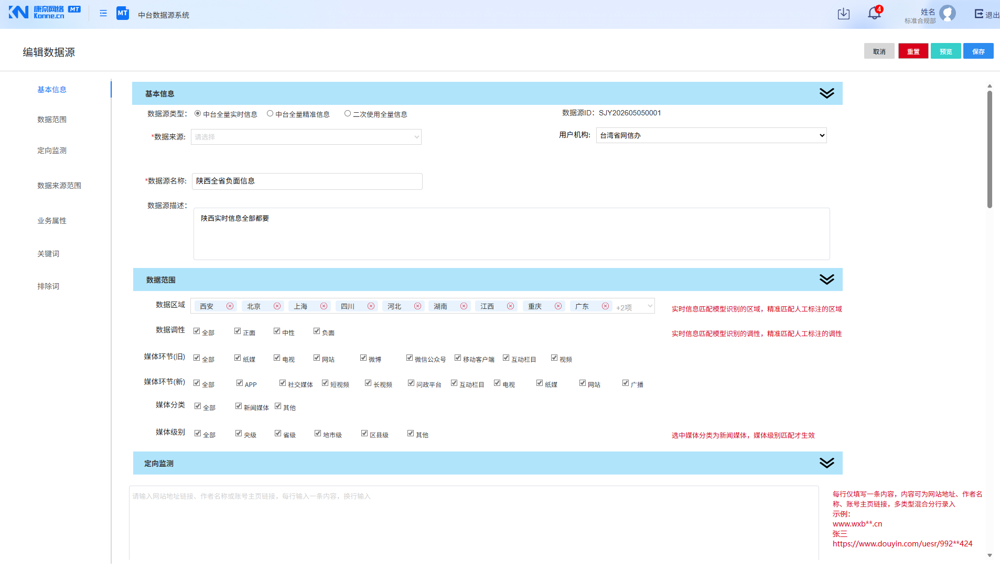 康奈网络 MT
Konne.cn
MT 中台数据源系统
4
姓名
标准合规部
退出
编辑数据源
取消 重置 预览 保存
基本信息
数据范围
定向监测
数据来源范围
业务属性
关键词
排除词
基本信息
数据源类型： 中台全量实时信息 中台全量精准信息 二次使用全量信息 数据源ID：SJY202605050001
*数据来源: 请选择 用户机构: 台湾省网信办
*数据源名称: 陕西全省负面信息
数据源描述：
陕西实时信息全部都要
数据范围
数据区域 西安 北京 上海 四川 河北 湖南 江西 重庆 广东 +2项 实时信息匹配模型识别的区域，精准匹配人工标注的区域
数据调性 全部 正面 中性 负面 实时信息匹配模型识别的调性，精准匹配人工标注的调性
媒体环节(旧) 全部 纸媒 电视 网站 微博 微信公众号 移动客户端 互动栏目 视频
媒体环节(新) 全部 APP 社交媒体 短视频 长视频 问政平台 互动栏目 电视 纸媒 网站 广播
媒体分类 全部 新闻媒体 其他
媒体级别 全部 央级 省级 地市级 区县级 其他 选中媒体分类为新闻媒体，媒体级别匹配才生效
定向监测
请输入网站地址链接、作者名称或账号主页链接，每行输入一条内容，换行输入
每行仅填写一条内容，内容可为网站地址、作者名
称、账号主页链接，多类型混合分行录入
示例：
www.wxb**.cn
张三
https://www.douyin.com/uesr/992**424